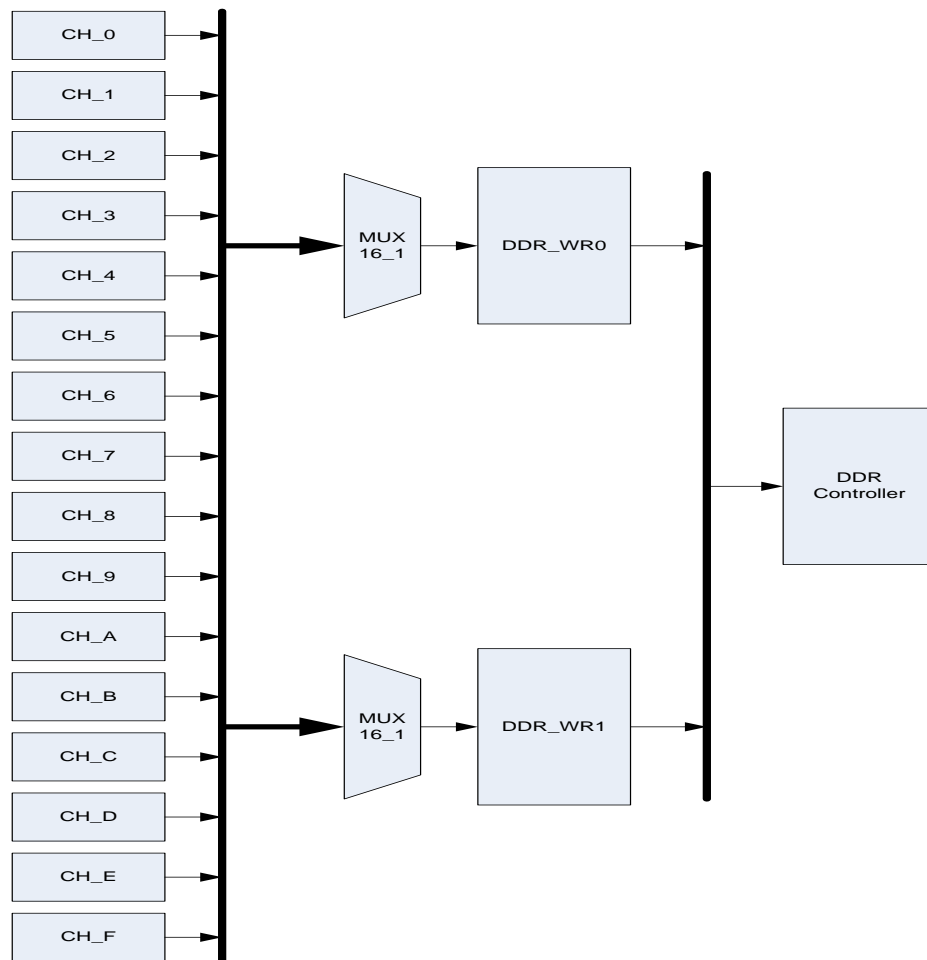 CH_0
CH_1
CH_2
CH_3
CH_4
CH_5
CH_6
CH_7
CH_8
CH_9
CH_A
CH_B
CH_C
CH_D
CH_E
CH_F
MUX
16_1
DDR_WR0
MUX
16_1
DDR_WR1
DDR
Controller